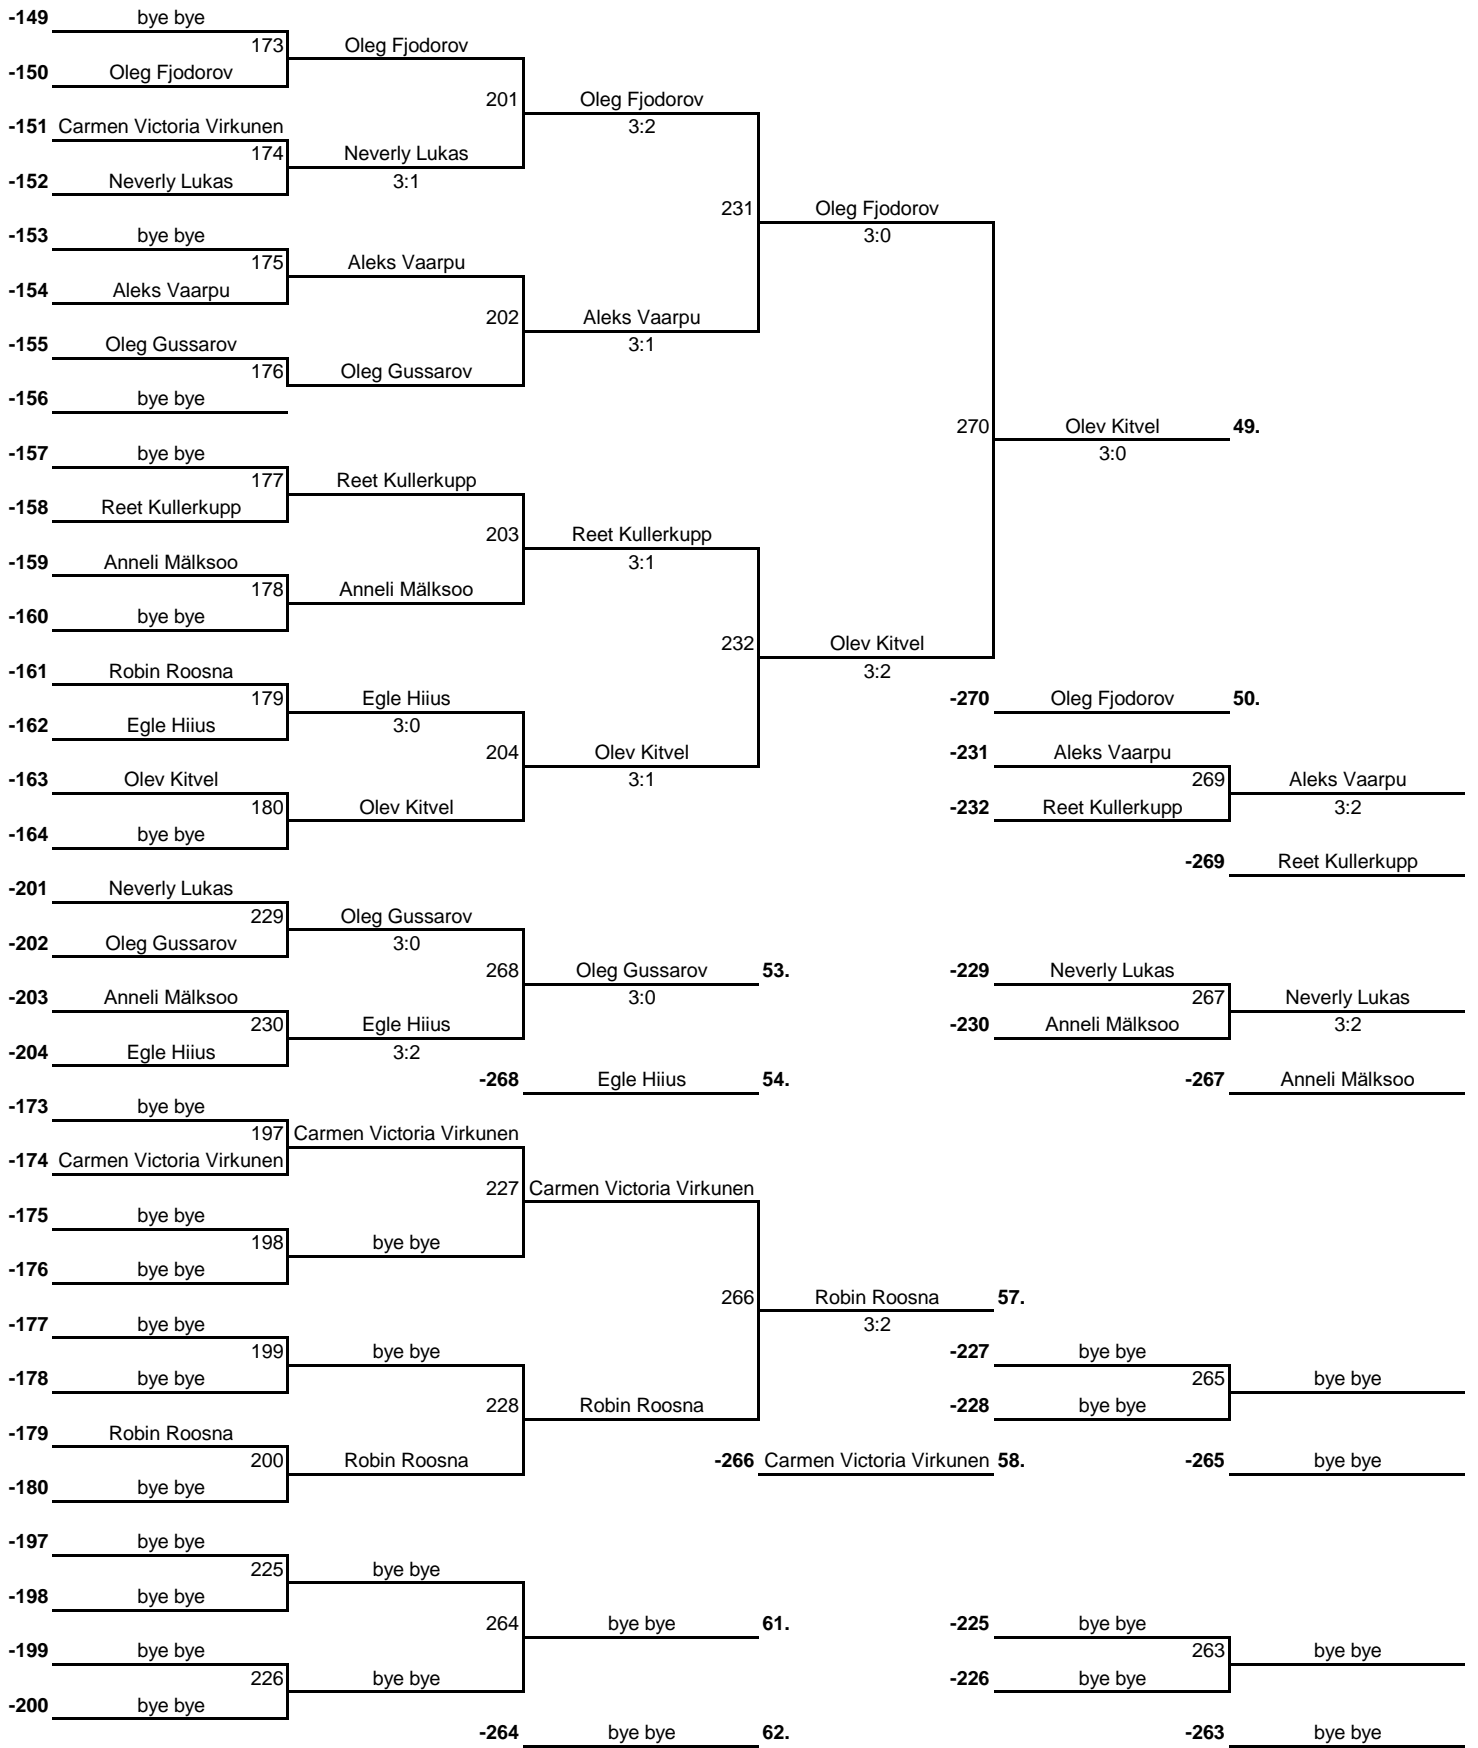 -149 bye bye
173 Oleg Fjodorov
-150 Oleg Fjodorov
201 Oleg Fjodorov
-151 Carmen Victoria Virkunen 3:2
174 Neverly Lukas
-152 Neverly Lukas 3:1
231 Oleg Fjodorov
-153 bye bye 3:0
175 Aleks Vaarpu
-154 Aleks Vaarpu
202 Aleks Vaarpu
-155 Oleg Gussarov 3:1
176 Oleg Gussarov
-156 bye bye
270 Olev Kitvel 49.
-157 bye bye 3:0
177 Reet Kullerkupp
-158 Reet Kullerkupp
203 Reet Kullerkupp
-159 Anneli Mälksoo 3:1
178 Anneli Mälksoo
-160 bye bye
232 Olev Kitvel
-161 Robin Roosna 3:2
179 Egle Hiius -270 Oleg Fjodorov 50.
-162 Egle Hiius 3:0
204 Olev Kitvel -231 Aleks Vaarpu
-163 Olev Kitvel 3:1 269 Aleks Vaarpu
180 Olev Kitvel -232 Reet Kullerkupp 3:2
-164 bye bye
-269 Reet Kullerkupp
-201 Neverly Lukas
229 Oleg Gussarov
-202 Oleg Gussarov 3:0
268 Oleg Gussarov 53. -229 Neverly Lukas
-203 Anneli Mälksoo 3:0 267 Neverly Lukas
230 Egle Hiius -230 Anneli Mälksoo 3:2
-204 Egle Hiius 3:2
-268 Egle Hiius 54. -267 Anneli Mälksoo
-173 bye bye
197 Carmen Victoria Virkunen
-174 Carmen Victoria Virkunen
227 Carmen Victoria Virkunen
-175 bye bye
198 bye bye
-176 bye bye
266 Robin Roosna 57.
-177 bye bye 3:2
199 bye bye -227 bye bye
-178 bye bye 265 bye bye
228 Robin Roosna -228 bye bye
-179 Robin Roosna
200 Robin Roosna -266 Carmen Victoria Virkunen 58. -265 bye bye
-180 bye bye
-197 bye bye
225 bye bye
-198 bye bye
264 bye bye 61. -225 bye bye
-199 bye bye 263 bye bye
226 bye bye -226 bye bye
-200 bye bye
-264 bye bye 62. -263 bye bye